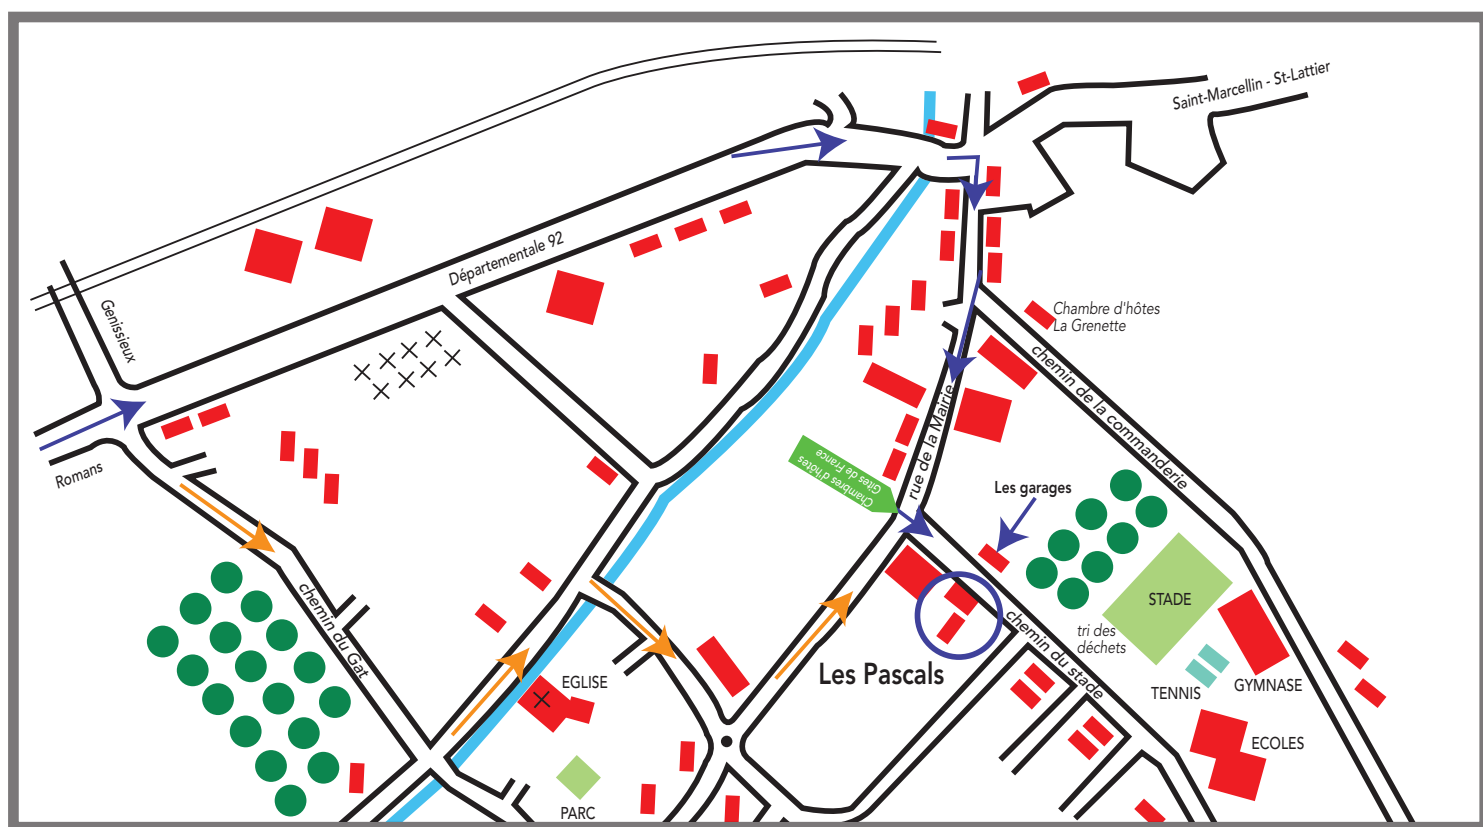 Saint-Marcellin - St-Lattier
Départementale 92
Genissieux
Chambre d'hôtes
La Grenette
chemin de la commanderie
rue de la Mairie
Chambres d'hôtes
Gîtes de France
Romans
Les garages
STADE
chemin du Gat
chemin du stade
tri des
déchets
Les Pascals
EGLISE
TENNIS
GYMNASE
ECOLES
PARC